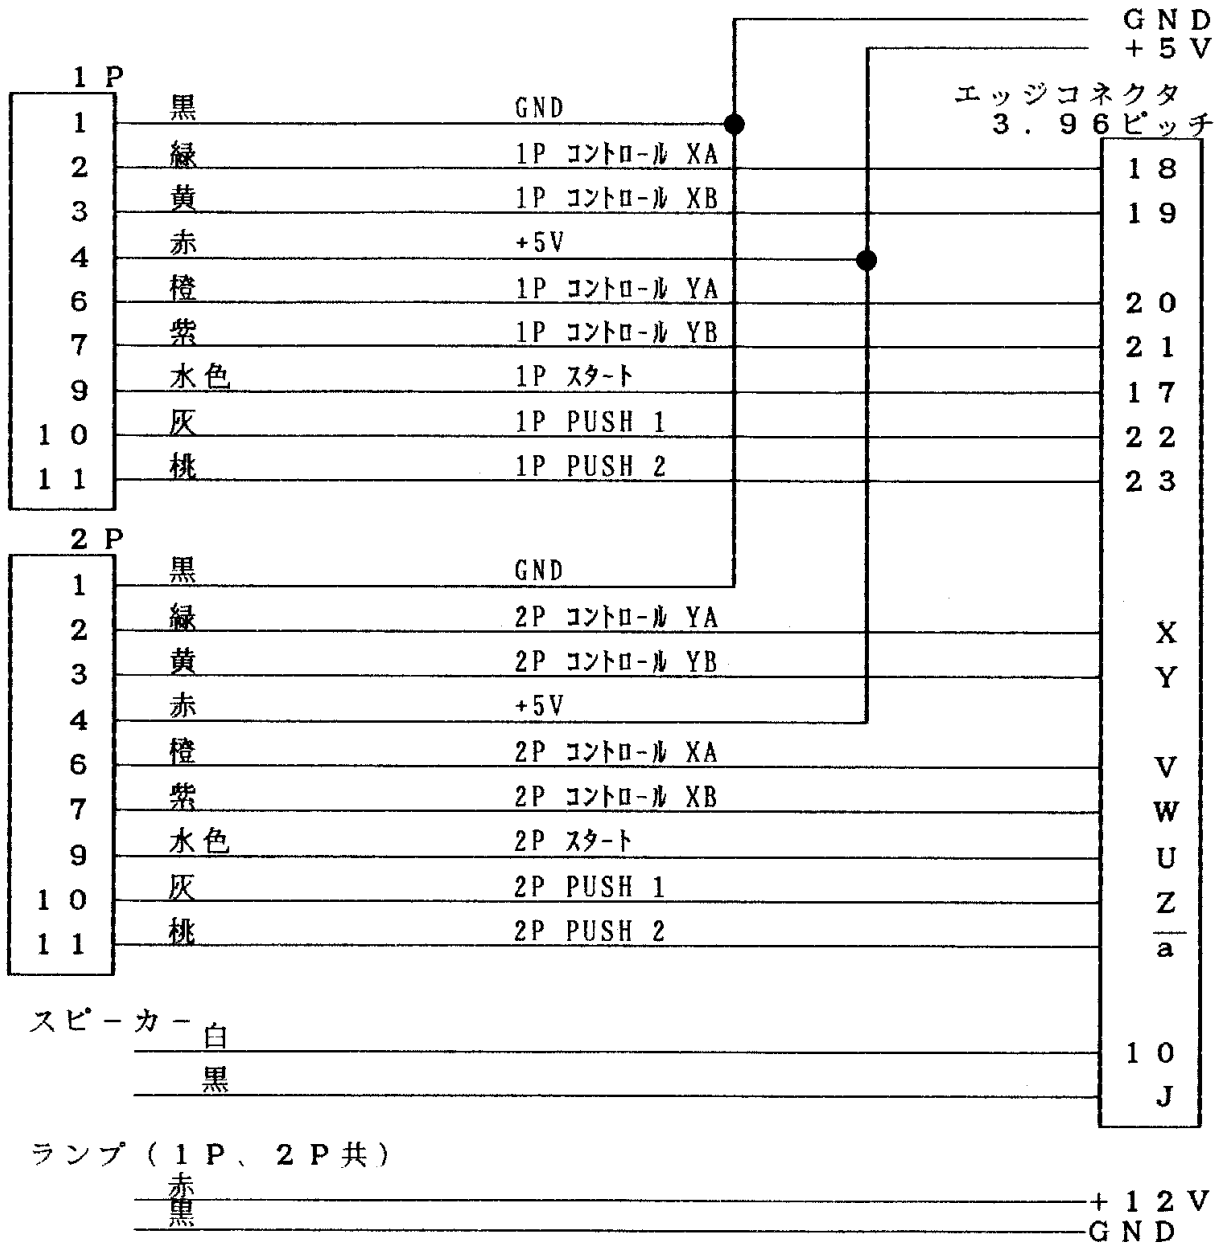 GND
+5V
エッジコネクタ
3.96ピッチ
1P
1 黒 GND
2 緑 1P コントロール XA 18
3 黄 1P コントロール XB 19
4 赤 +5V
6 橙 1P コントロール YA 20
7 紫 1P コントロール YB 21
9 水色 1P スタート 17
10 灰 1P PUSH 1 22
11 桃 1P PUSH 2 23
2P
1 黒 GND
2 緑 2P コントロール YA X
3 黄 2P コントロール YB Y
4 赤 +5V
6 橙 2P コントロール XA V
7 紫 2P コントロール XB W
9 水色 2P スタート U
10 灰 2P PUSH 1 Z
11 桃 2P PUSH 2 a
スピーカー
白 10
黒 J
ランプ(1P、2P共)
赤 +12V
黒 GND